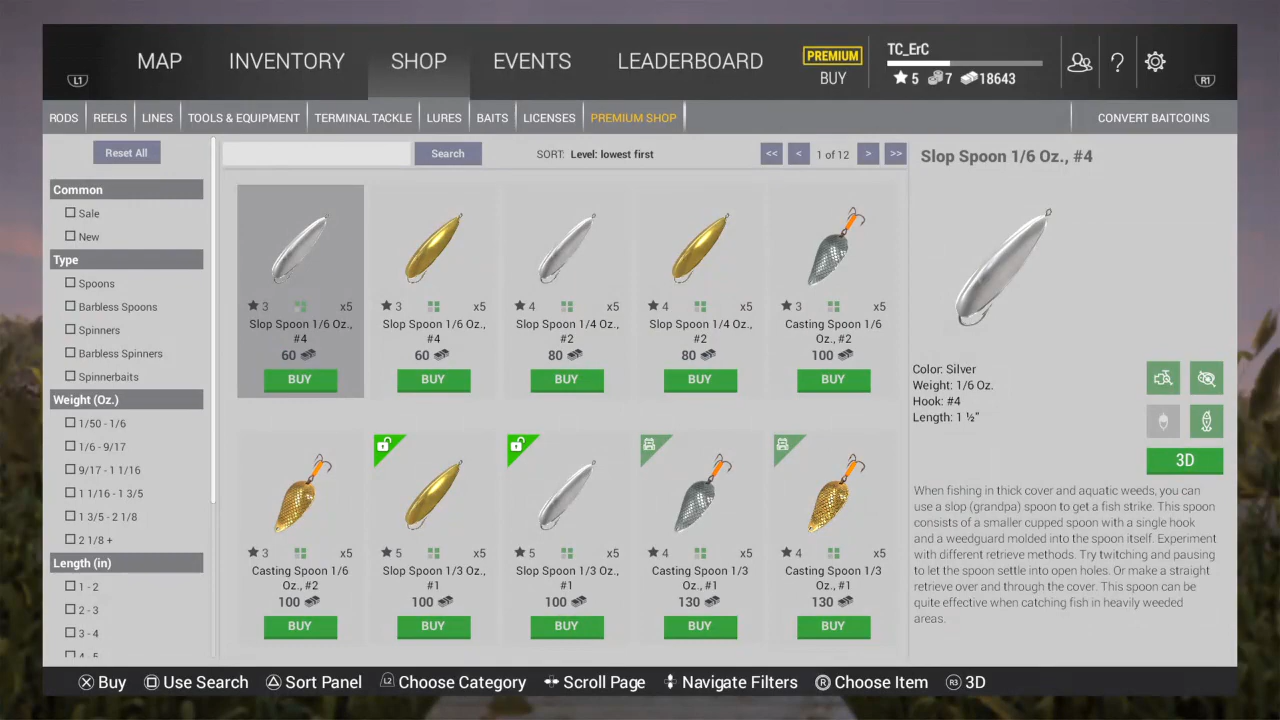 MAP INVENTORY SHOP EVENTS LEADERBOARD
PREMIUM
BUY
TC_ErC
5 7 18643
L1
R1
RODS REELS LINES TOOLS & EQUIPMENT TERMINAL TACKLE LURES BAITS LICENSES PREMIUM SHOP CONVERT BAITCOINS
Reset All
Common
Sale
New
Type
Spoons
Barbless Spoons
Spinners
Barbless Spinners
Spinnerbaits
Weight (Oz.)
1/50 - 1/6
1/6 - 9/17
9/17 - 1 1/16
1 1/16 - 1 3/5
1 3/5 - 2 1/8
2 1/8 +
Length (in)
1 - 2
2 - 3
3 - 4
4 - 5
Search
SORT: Level: lowest first
<< < 1 of 12 > >>
3 x5
Slop Spoon 1/6 Oz.,
#4
60
BUY
3 x5
Slop Spoon 1/6 Oz.,
#4
60
BUY
4 x5
Slop Spoon 1/4 Oz.,
#2
80
BUY
4 x5
Slop Spoon 1/4 Oz.,
#2
80
BUY
3 x5
Casting Spoon 1/6
Oz., #2
100
BUY
3 x5
Casting Spoon 1/6
Oz., #2
100
BUY
5 x5
Slop Spoon 1/3 Oz.,
#1
100
BUY
5 x5
Slop Spoon 1/3 Oz.,
#1
100
BUY
4 x5
Casting Spoon 1/3
Oz., #1
130
BUY
4 x5
Casting Spoon 1/3
Oz., #1
130
BUY
Slop Spoon 1/6 Oz., #4
Color: Silver
Weight: 1/6 Oz.
Hook: #4
Length: 1 ½"
3D
When fishing in thick cover and aquatic weeds, you can
use a slop (grandpa) spoon to get a fish strike. This spoon
consists of a smaller cupped spoon with a single hook
and a weedguard molded into the spoon itself. Experiment
with different retrieve methods. Try twitching and pausing
to let the spoon settle into open holes. Or make a straight
retrieve over and through the cover. This spoon can be
quite effective when catching fish in heavily weeded
areas.
Buy Use Search Sort Panel L2 Choose Category Scroll Page Navigate Filters R Choose Item R3 3D